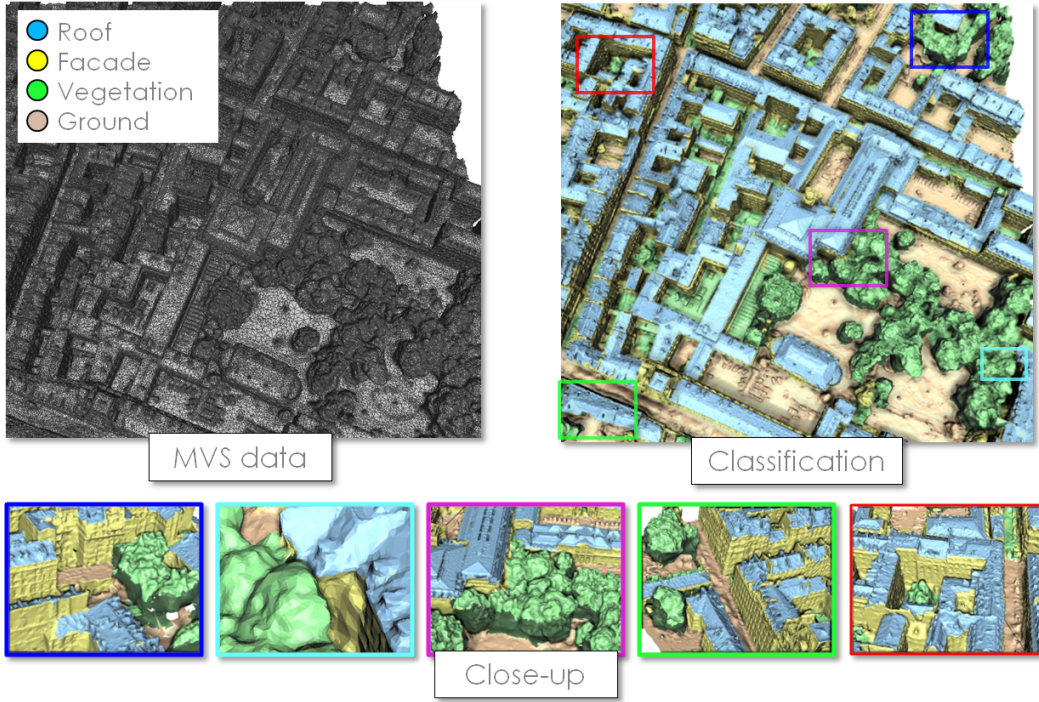 Roof
Facade
Vegetation
Ground
MVS data
Classification
Close-up